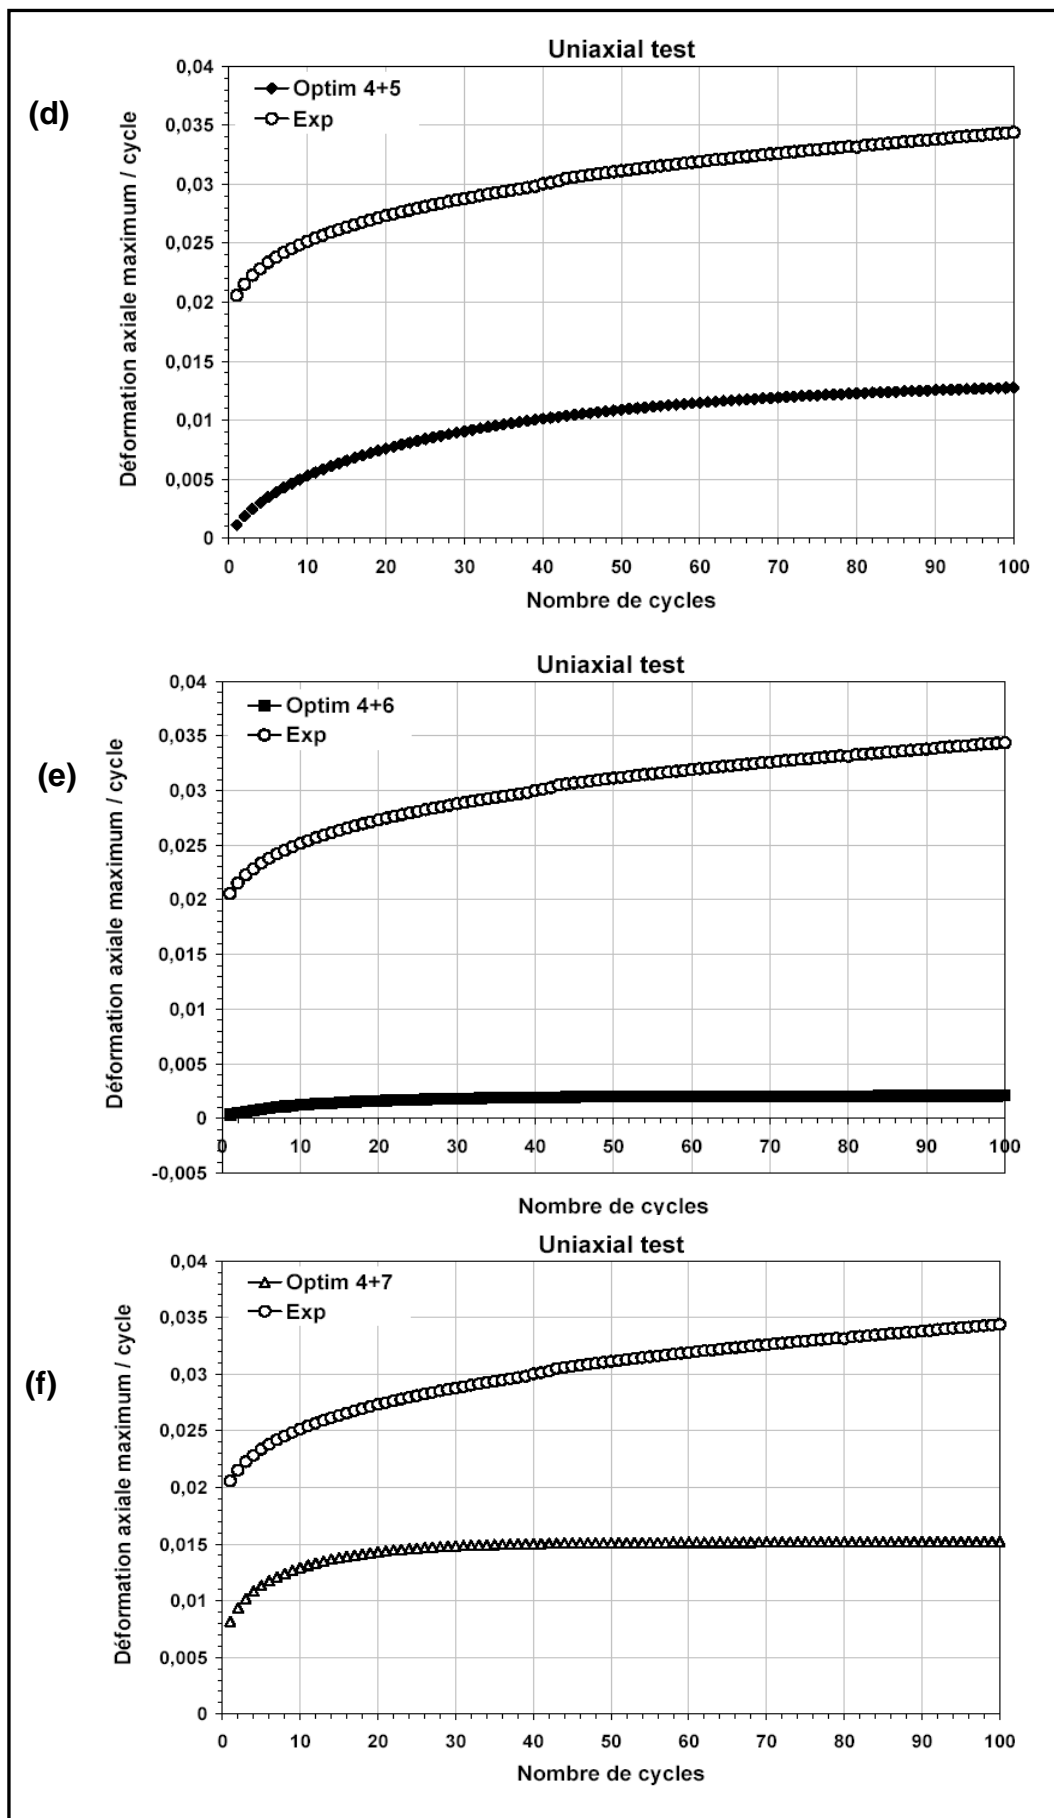 (d)
Uniaxial test
Optim 4+5
Exp
Déformation axiale maximum / cycle
0,04
0,035
0,03
0,025
0,02
0,015
0,01
0,005
0
0 10 20 30 40 50 60 70 80 90 100
Nombre de cycles
(e)
Uniaxial test
Optim 4+6
Exp
Déformation axiale maximum / cycle
0,04
0,035
0,03
0,025
0,02
0,015
0,01
0,005
0
-0,005
0 10 20 30 40 50 60 70 80 90 100
Nombre de cycles
(f)
Uniaxial test
Optim 4+7
Exp
Déformation axiale maximum / cycle
0,04
0,035
0,03
0,025
0,02
0,015
0,01
0,005
0
0 10 20 30 40 50 60 70 80 90 100
Nombre de cycles